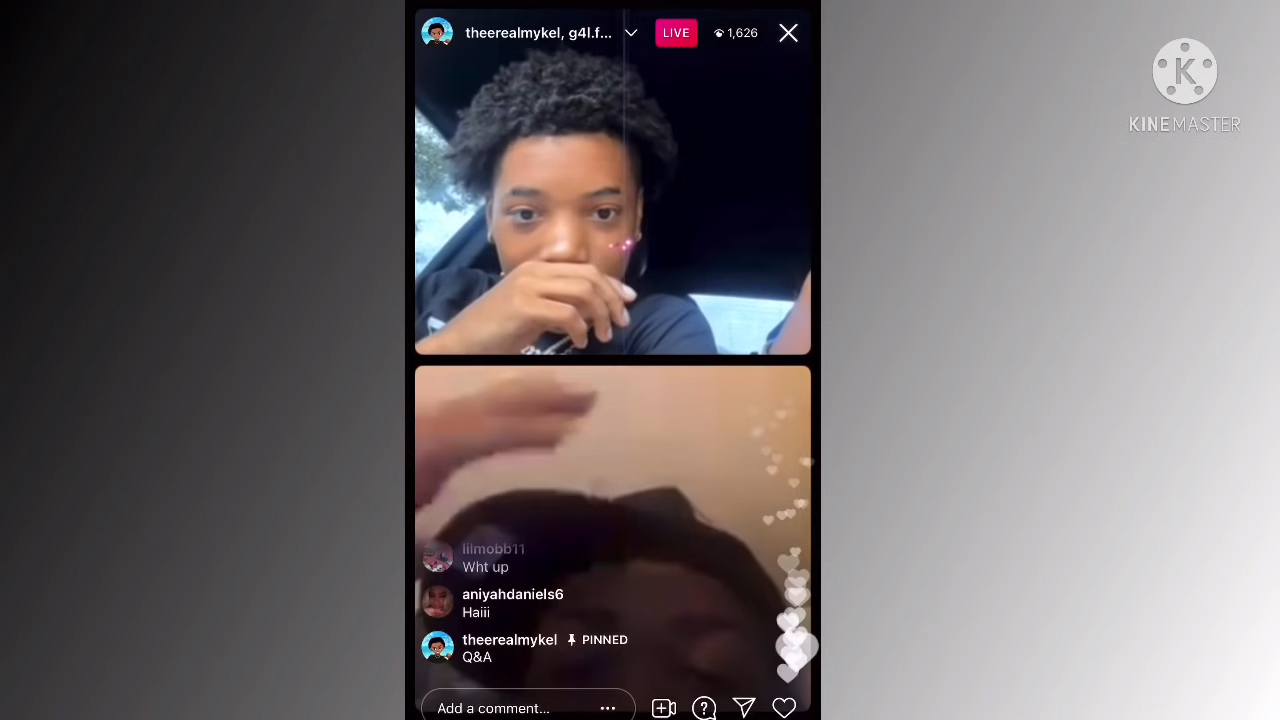 theerealmykel, g4l.f...
LIVE
1,626
KINEMASTER
lilmobb11
Wht up
aniyahdaniels6
Haiii
theerealmykel PINNED
Q&A
Add a comment...